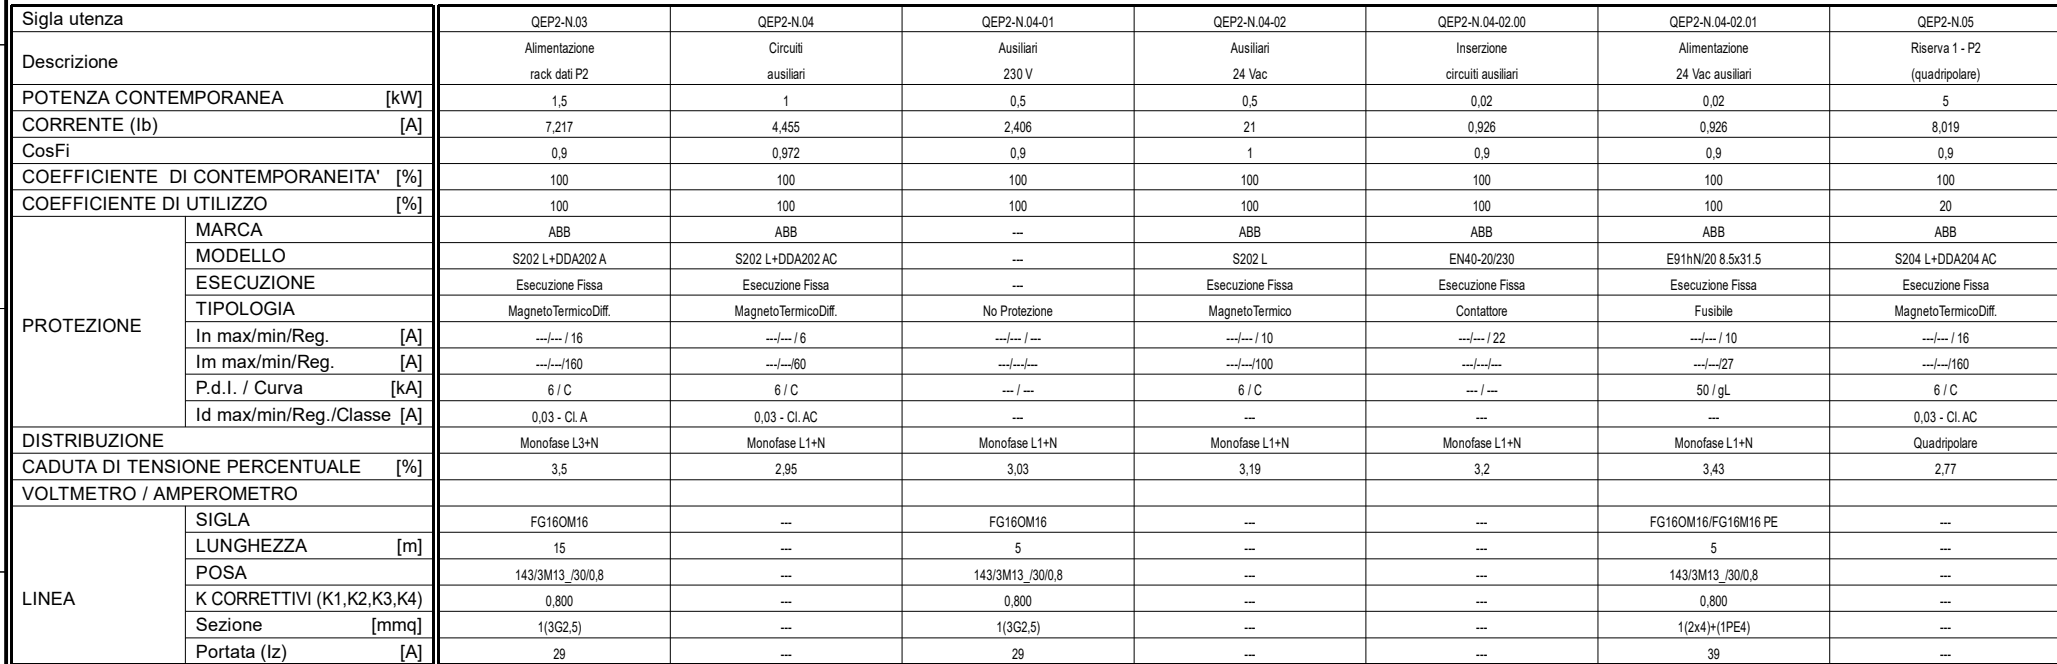 Sigla utenza QEP2-N.03 QEP2-N.04 QEP2-N.04-01 QEP2-N.04-02 QEP2-N.04-02.00 QEP2-N.04-02.01 QEP2-N.05
Descrizione Alimentazione rack dati P2 Circuiti ausiliari Ausiliari 230 V Ausiliari 24 Vac Inserzione circuiti ausiliari Alimentazione 24 Vac ausiliari Riserva 1 - P2 (quadripolare)
POTENZA CONTEMPORANEA [kW] 1,5 1 0,5 0,5 0,02 0,02 5
CORRENTE (Ib) [A] 7,217 4,455 2,406 21 0,926 0,926 8,019
CosFi 0,9 0,972 0,9 1 0,9 0,9 0,9
COEFFICIENTE DI CONTEMPORANEITA' [%] 100 100 100 100 100 100 100
COEFFICIENTE DI UTILIZZO [%] 100 100 100 100 100 100 20
PROTEZIONE
MARCA ABB ABB --- ABB ABB ABB ABB
MODELLO S202 L+DDA202 A S202 L+DDA202 AC --- S202 L EN40-20/230 E91hN/20 8.5x31.5 S204 L+DDA204 AC
ESECUZIONE Esecuzione Fissa Esecuzione Fissa --- Esecuzione Fissa Esecuzione Fissa Esecuzione Fissa Esecuzione Fissa
TIPOLOGIA MagnetoTermicoDiff. MagnetoTermicoDiff. No Protezione MagnetoTermico Contattore Fusibile MagnetoTermicoDiff.
In max/min/Reg. [A] ---/--- / 16 ---/--- / 6 ---/--- / --- ---/--- / 10 ---/--- / 22 ---/--- / 10 ---/--- / 16
Im max/min/Reg. [A] ---/---/160 ---/---/60 ---/---/--- ---/---/100 ---/---/--- ---/---/27 ---/---/160
P.d.I. / Curva [kA] 6 / C 6 / C --- / --- 6 / C --- / --- 50 / gL 6 / C
Id max/min/Reg./Classe [A] 0,03 - Cl. A 0,03 - Cl. AC --- --- --- --- 0,03 - Cl. AC
DISTRIBUZIONE Monofase L3+N Monofase L1+N Monofase L1+N Monofase L1+N Monofase L1+N Monofase L1+N Quadripolare
CADUTA DI TENSIONE PERCENTUALE [%] 3,5 2,95 3,03 3,19 3,2 3,43 2,77
VOLTMETRO / AMPEROMETRO
LINEA
SIGLA FG16OM16 --- FG16OM16 --- --- FG16OM16/FG16M16 PE ---
LUNGHEZZA [m] 15 --- 5 --- --- 5 ---
POSA 143/3M13_/30/0,8 --- 143/3M13_/30/0,8 --- --- 143/3M13_/30/0,8 ---
K CORRETTIVI (K1,K2,K3,K4) 0,800 --- 0,800 --- --- 0,800 ---
Sezione [mmq] 1(3G2,5) --- 1(3G2,5) --- --- 1(2x4)+(1PE4) ---
Portata (Iz) [A] 29 --- 29 --- --- 39 ---